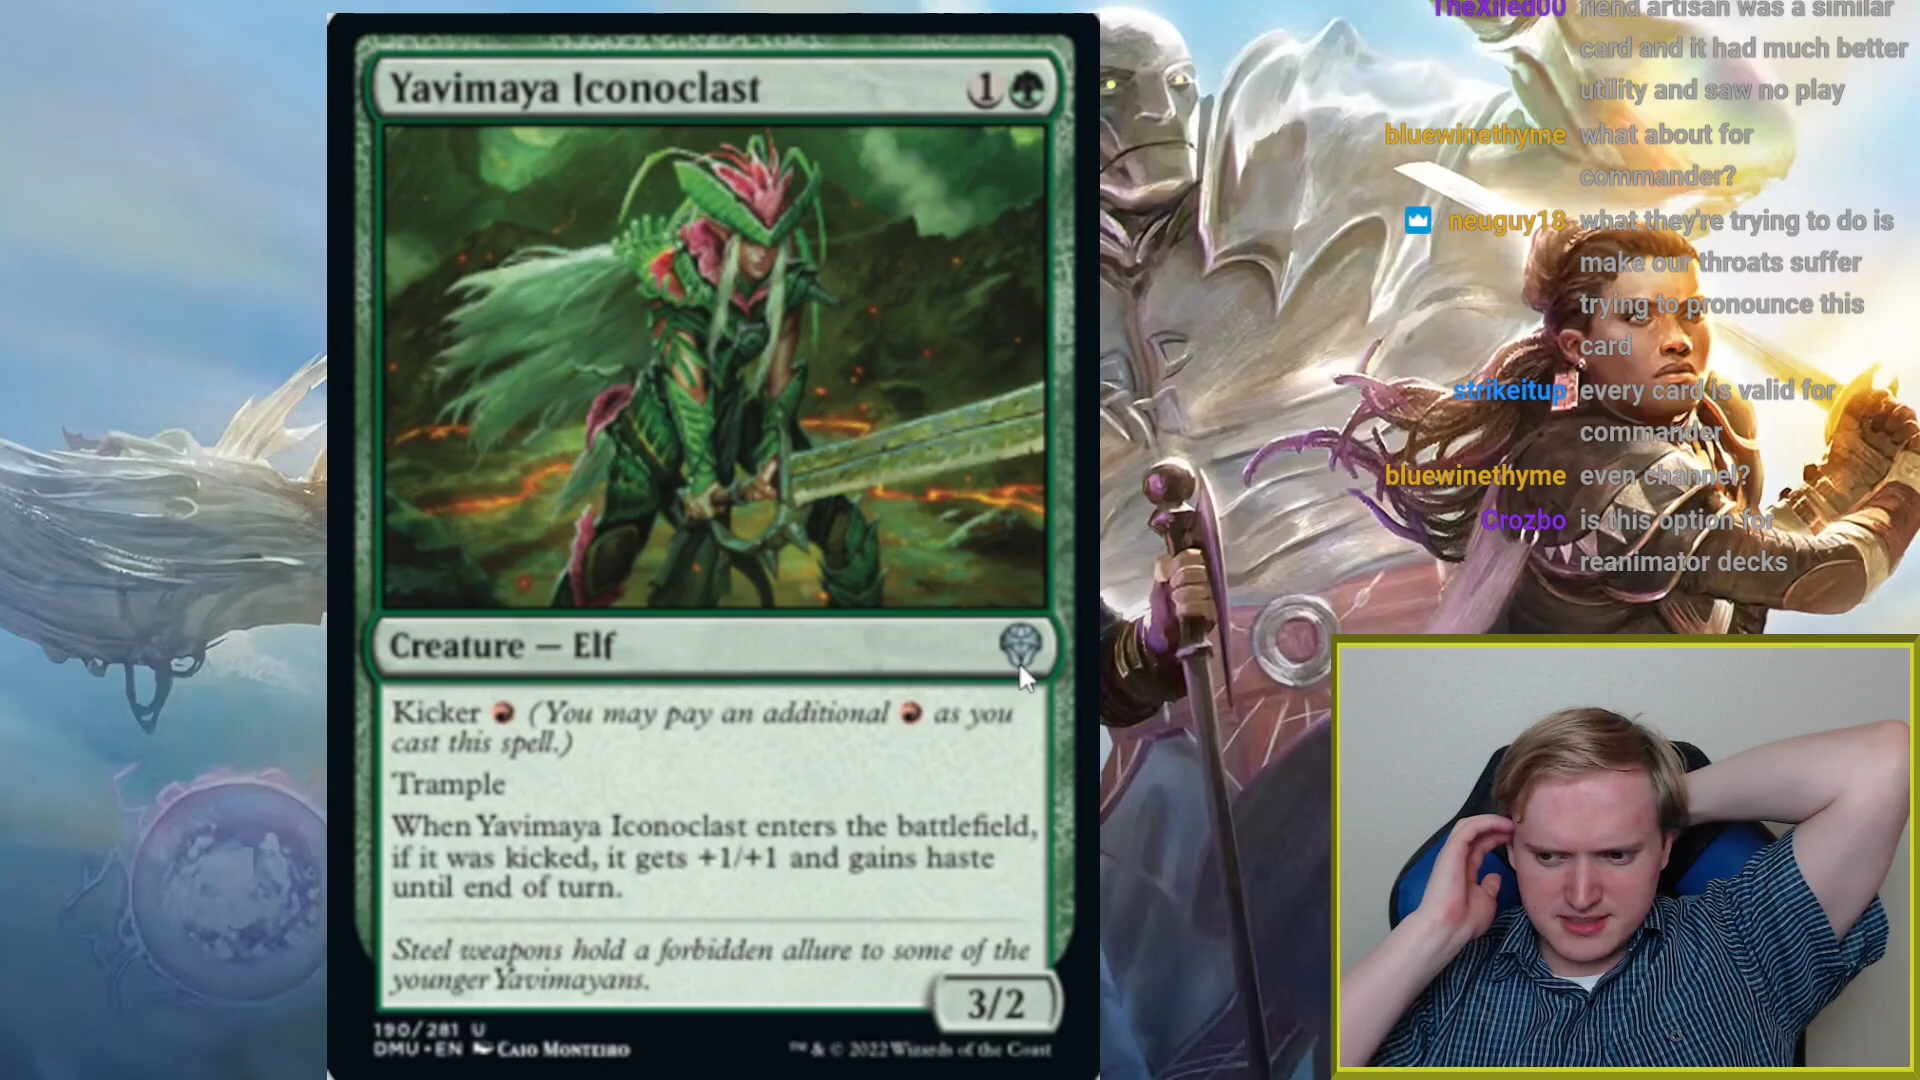 Yavimaya Iconoclast 1
Creature — Elf
Kicker (You may pay an additional as you
cast this spell.)
Trample
When Yavimaya Iconoclast enters the battlefield,
if it was kicked, it gets +1/+1 and gains haste
until end of turn.
Steel weapons hold a forbidden allure to some of the
younger Yavimayans.
3/2
190/281 U
DMU • EN Caio Monteiro
™ & © 2022 Wizards of the Coast
TheXiled00 fiend artisan was a similar
card and it had much better
utility and saw no play
bluewinethyme what about for
commander?
neuguy18 what they're trying to do is
make our throats suffer
trying to pronounce this
card
strikeitup every card is valid for
commander
bluewinethyme even channel?
Crozbo is this option for
reanimator decks